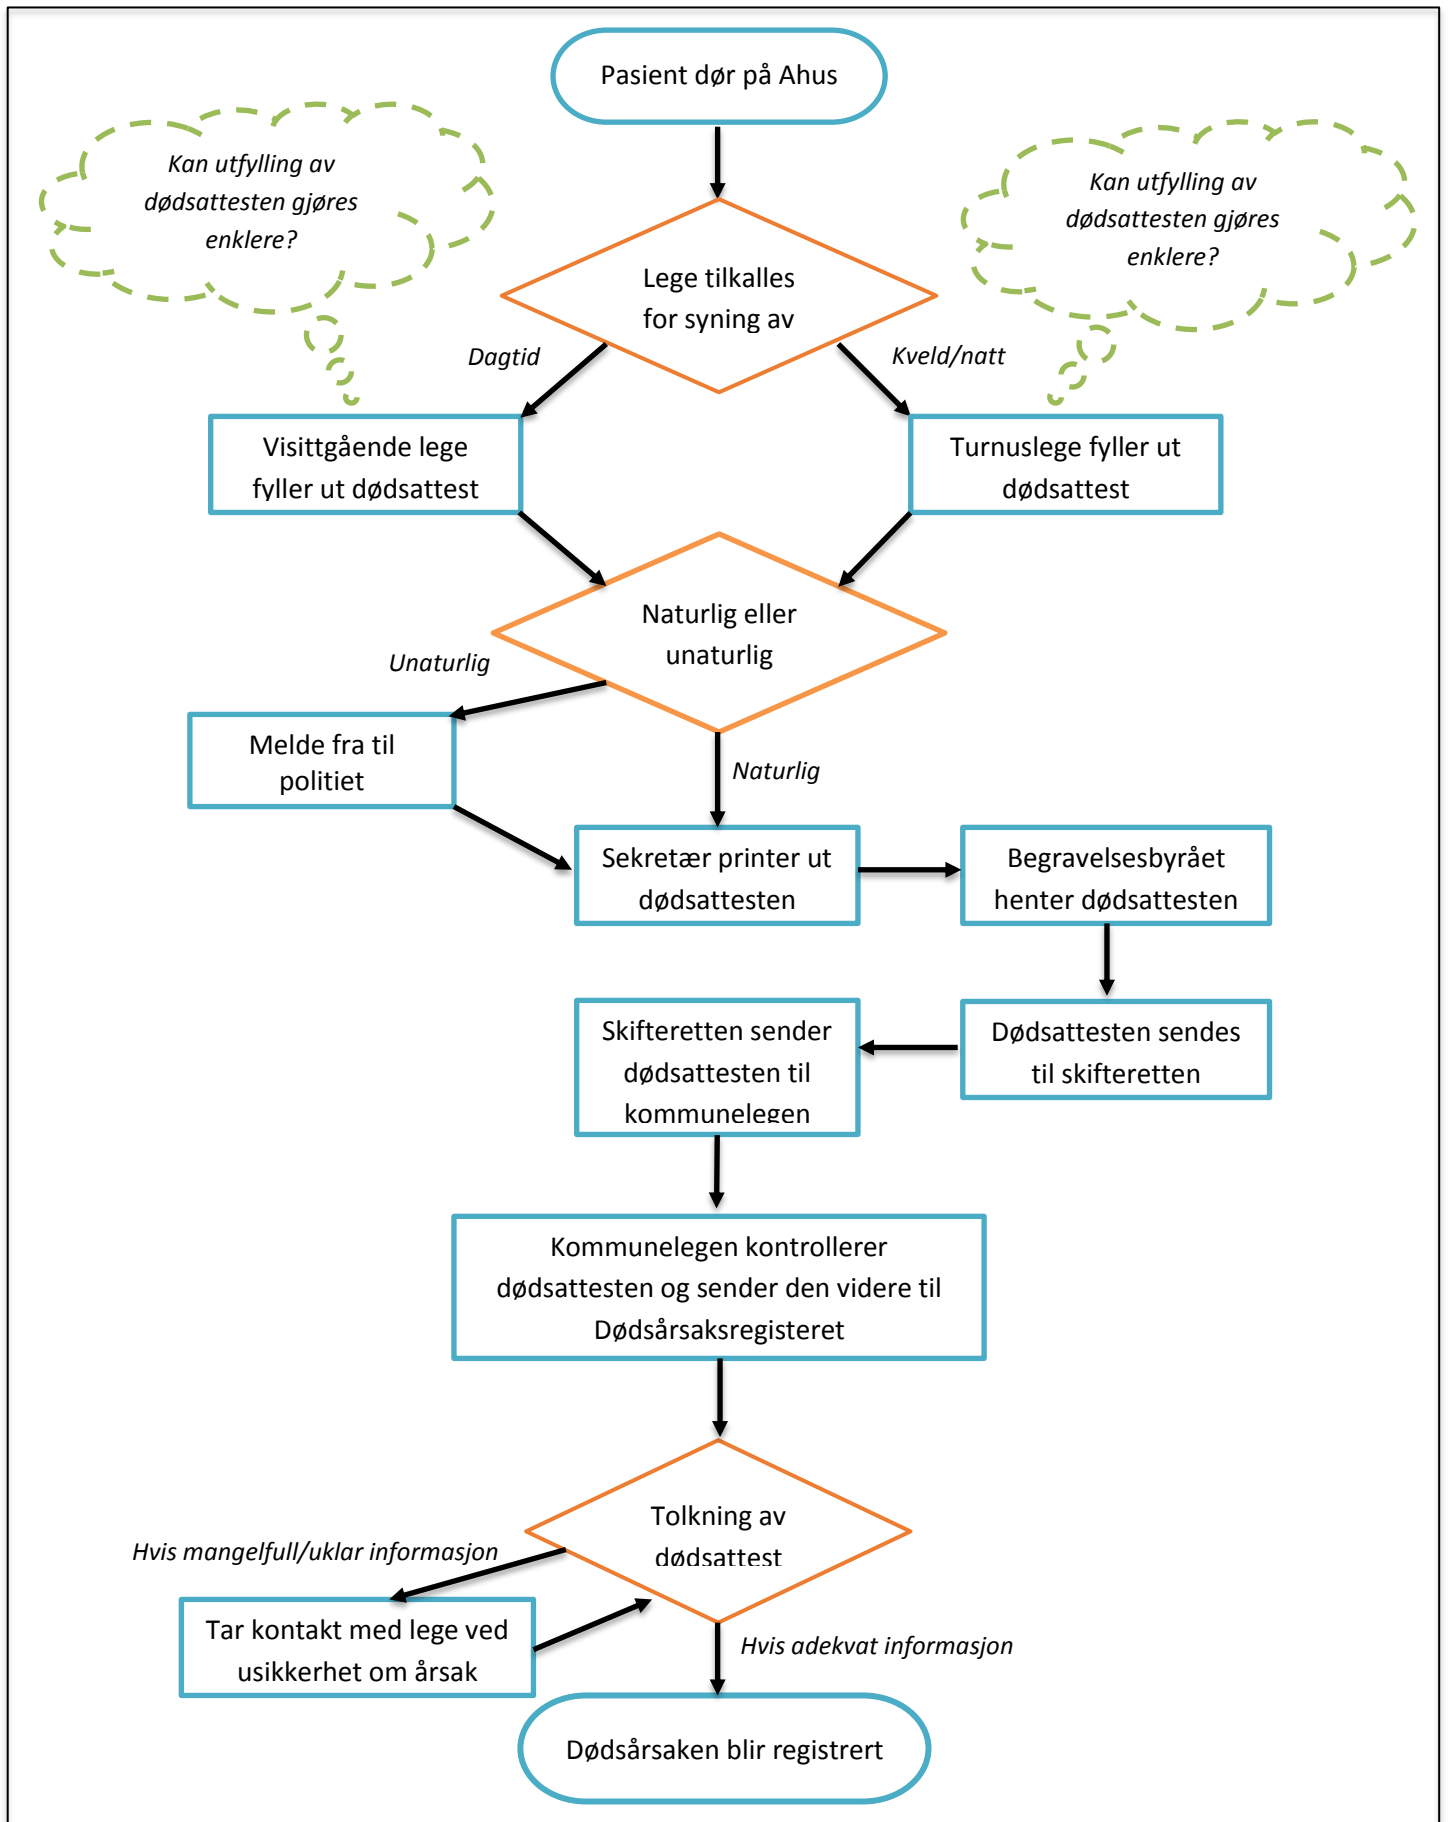 Pasient dør på Ahus
Kan utfylling av
dødsattesten gjøres
enklere?
Kan utfylling av
dødsattesten gjøres
enklere?
Lege tilkalles
for syning av
Dagtid
Kveld/natt
Visittgående lege
fyller ut dødsattest
Turnuslege fyller ut
dødsattest
Naturlig eller
unaturlig
Unaturlig
Melde fra til
politiet
Naturlig
Sekretær printer ut
dødsattesten
Begravelsesbyrået
henter dødsattesten
Dødsattesten sendes
til skifteretten
Skifteretten sender
dødsattesten til
kommunelegen
Kommunelegen kontrollerer
dødsattesten og sender den videre til
Dødsårsaksregisteret
Tolkning av
dødsattest
Hvis mangelfull/uklar informasjon
Tar kontakt med lege ved
usikkerhet om årsak
Hvis adekvat informasjon
Dødsårsaken blir registrert